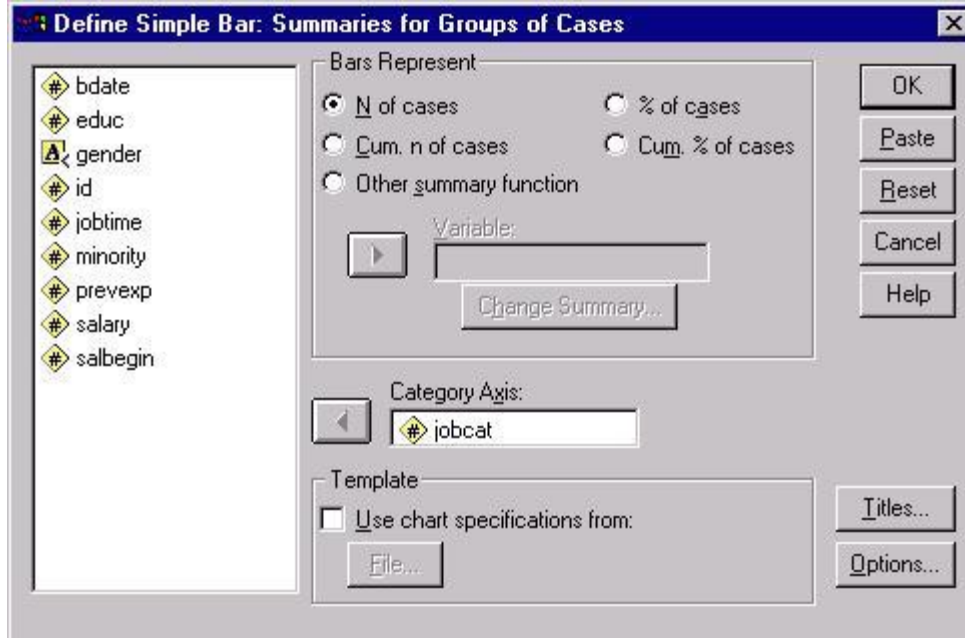 Define Simple Bar: Summaries for Groups of Cases
bdate
educ
gender
id
jobtime
minority
prevexp
salary
salbegin
Bars Represent
N of cases
% of cases
Cum. n of cases
Cum. % of cases
Other summary function
Variable:
Change Summary...
Category Axis:
jobcat
Template
Use chart specifications from:
File...
OK
Paste
Reset
Cancel
Help
Titles...
Options...